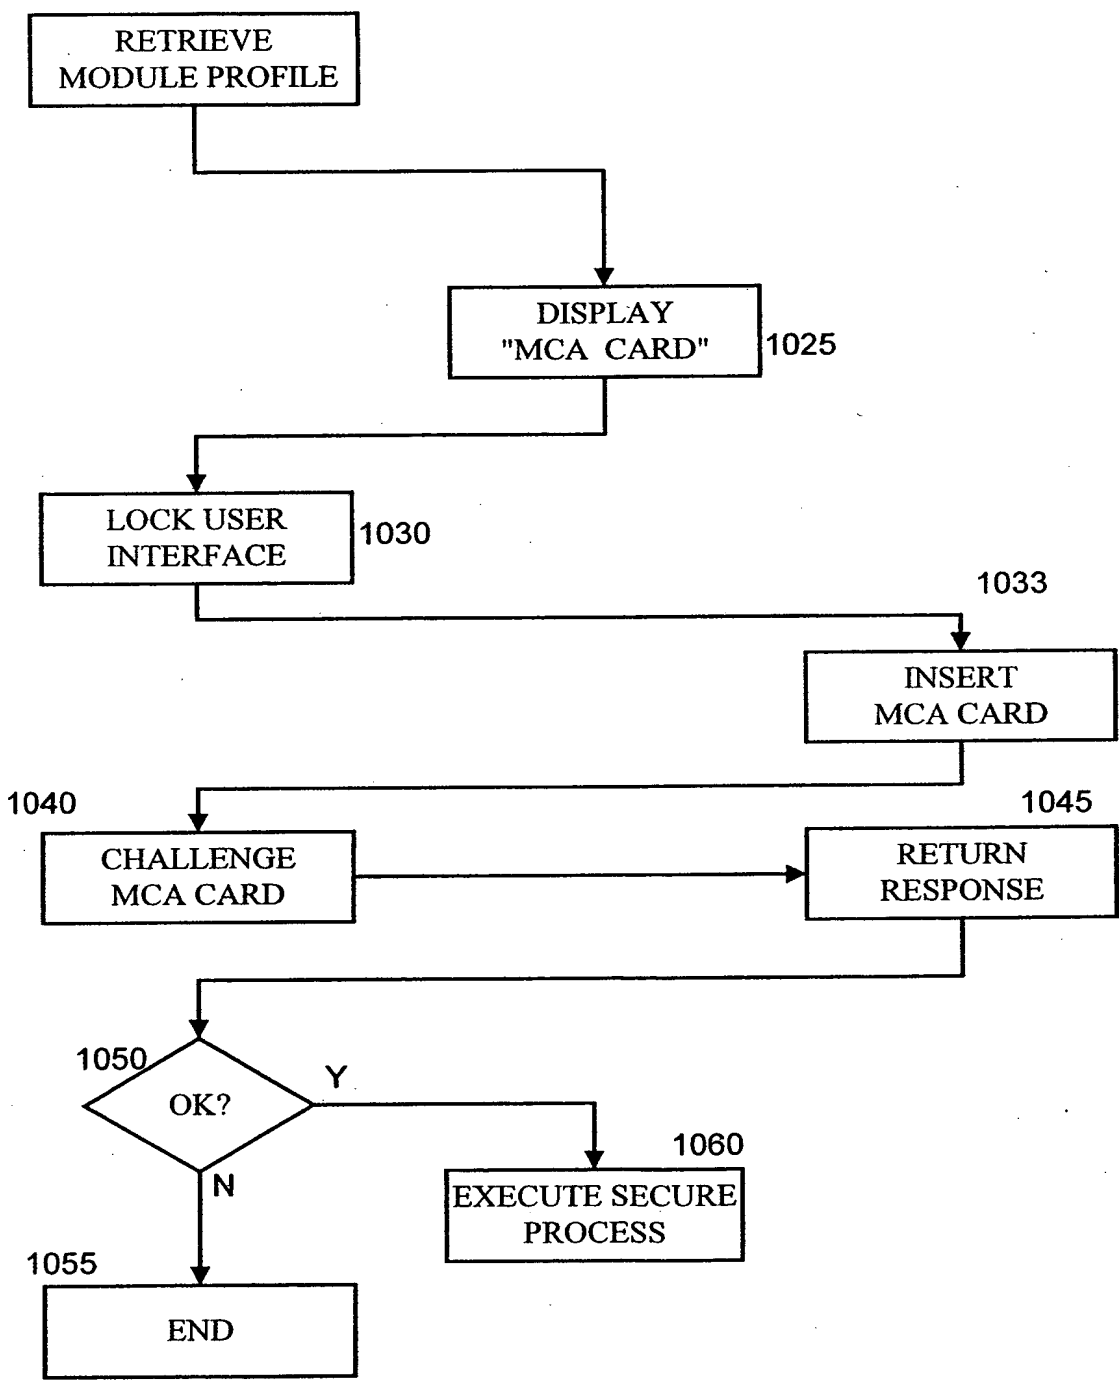 RETRIEVE
MODULE PROFILE
DISPLAY
"MCA CARD"
1025
LOCK USER
INTERFACE
1030
1033
INSERT
MCA CARD
1040
CHALLENGE
MCA CARD
1045
RETURN
RESPONSE
1050
OK?
Y
N
1060
EXECUTE SECURE
PROCESS
1055
END